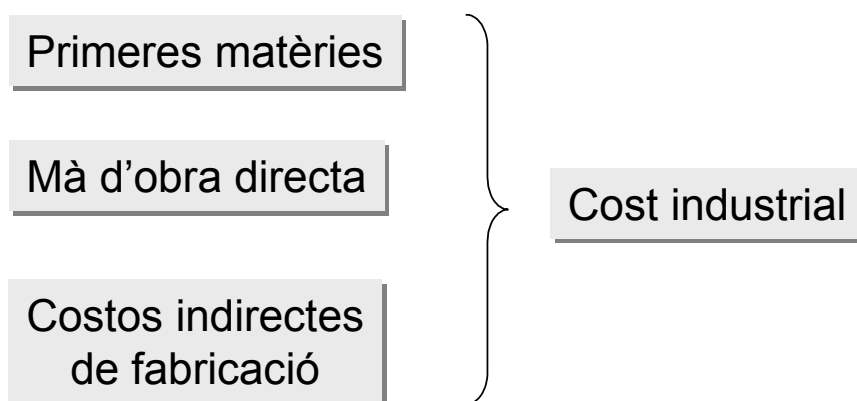 Primeres matèries
Mà d’obra directa
Cost industrial
Costos indirectes
de fabricació